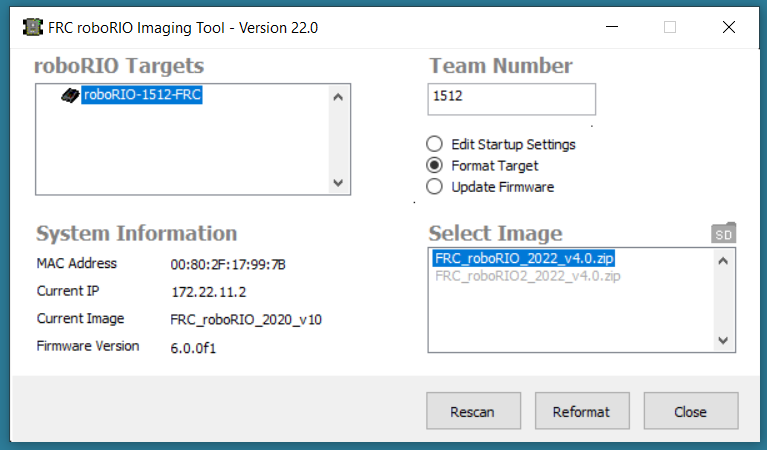 FRC roboRIO Imaging Tool - Version 22.0
roboRIO Targets
roboRIO-1512-FRC
Team Number
1512
Edit Startup Settings
Format Target
Update Firmware
System Information
MAC Address 00:80:2F:17:99:7B
Current IP 172.22.11.2
Current Image FRC_roboRIO_2020_v10
Firmware Version 6.0.0f1
Select Image
SD
FRC_roboRIO_2022_v4.0.zip
FRC_roboRIO2_2022_v4.0.zip
Rescan Reformat Close